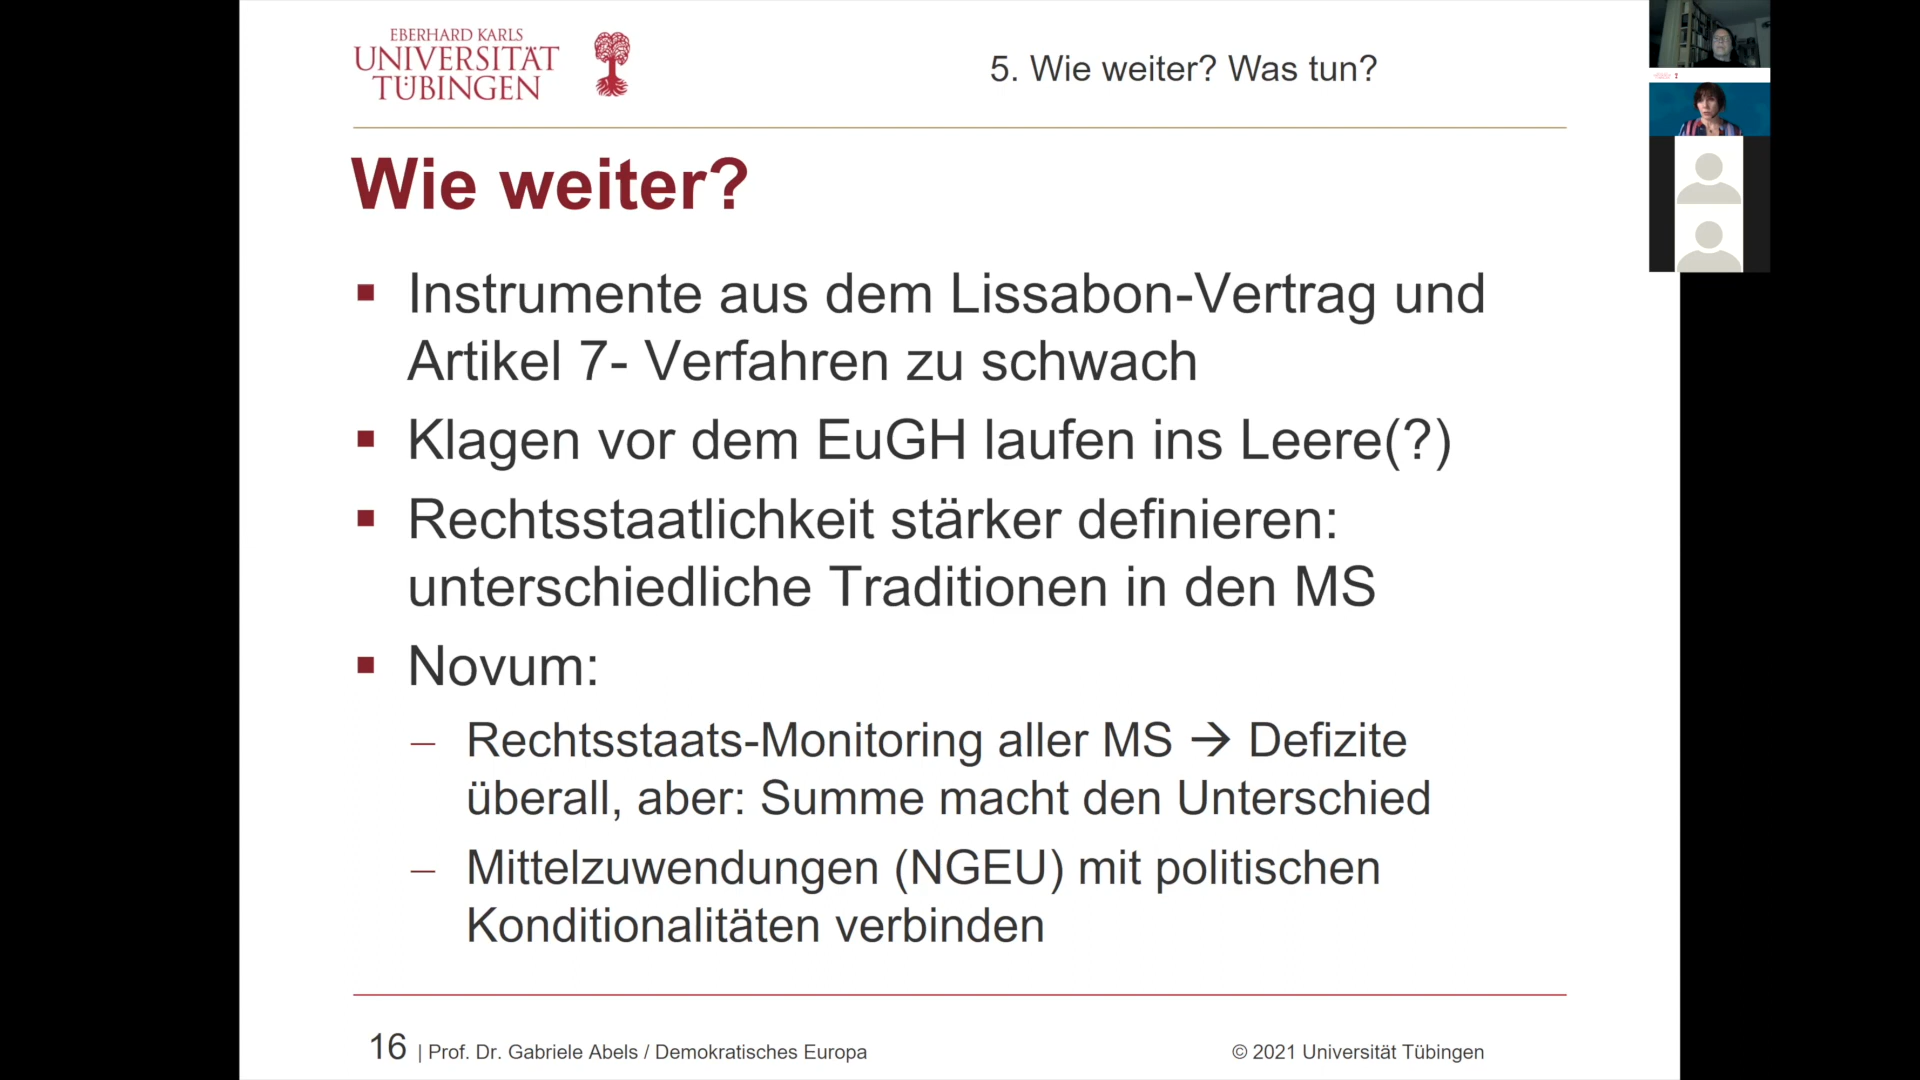 EBERHARD KARLS
UNIVERSITÄT
TÜBINGEN
5. Wie weiter? Was tun?
Wie weiter?
▪ Instrumente aus dem Lissabon-Vertrag und
Artikel 7- Verfahren zu schwach
▪ Klagen vor dem EuGH laufen ins Leere(?)
▪ Rechtsstaatlichkeit stärker definieren:
unterschiedliche Traditionen in den MS
▪ Novum:
– Rechtsstaats-Monitoring aller MS → Defizite
überall, aber: Summe macht den Unterschied
– Mittelzuwendungen (NGEU) mit politischen
Konditionalitäten verbinden
16 | Prof. Dr. Gabriele Abels / Demokratisches Europa
© 2021 Universität Tübingen